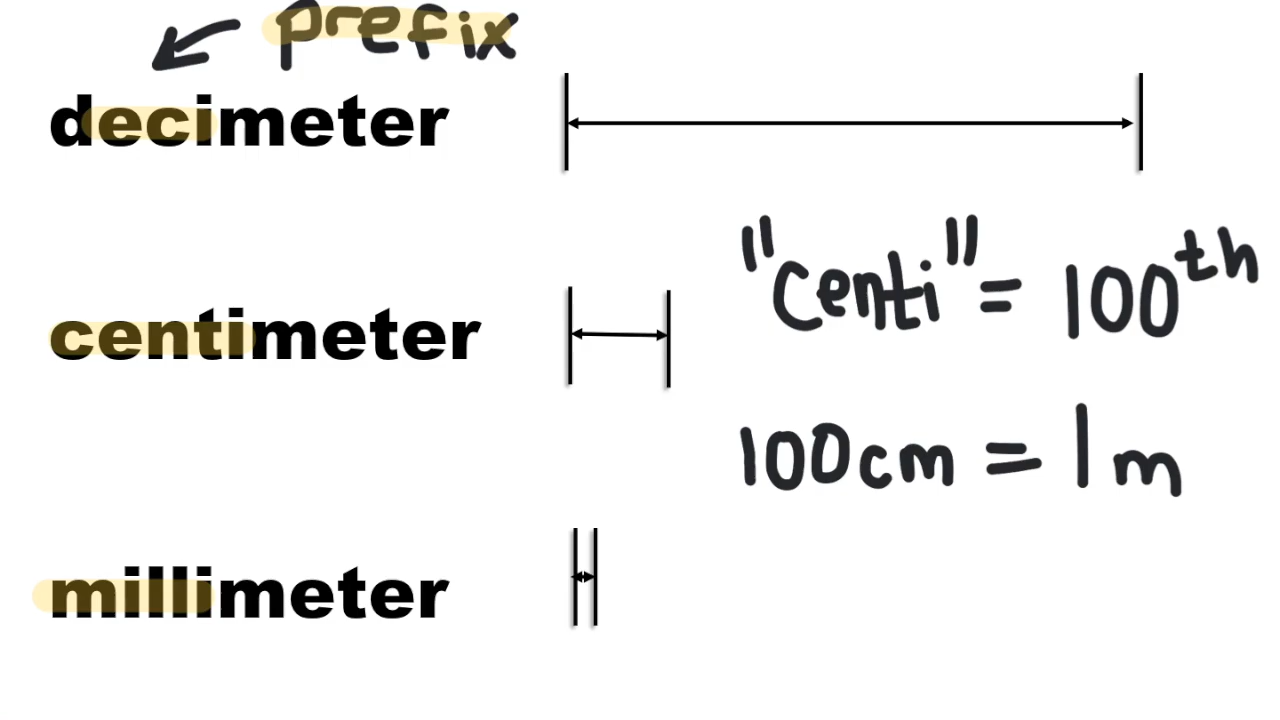 prefix
decimeter
"centi" = 100th
centimeter
100cm = 1m
millimeter